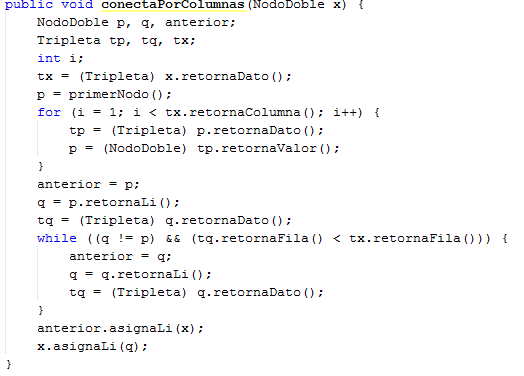 public void conectaPorColumnas(NodoDoble x) {
    NodoDoble p, q, anterior;
    Tripleta tp, tq, tx;
    int i;
    tx = (Tripleta) x.retornaDato();
    p = primerNodo();
    for (i = 1; i < tx.retornaColumna(); i++) {
        tp = (Tripleta) p.retornaDato();
        p = (NodoDoble) tp.retornaValor();
    }
    anterior = p;
    q = p.retornaLi();
    tq = (Tripleta) q.retornaDato();
    while ((q != p) && (tq.retornaFila() < tx.retornaFila())) {
        anterior = q;
        q = q.retornaLi();
        tq = (Tripleta) q.retornaDato();
    }
    anterior.asignaLi(x);
    x.asignaLi(q);
}